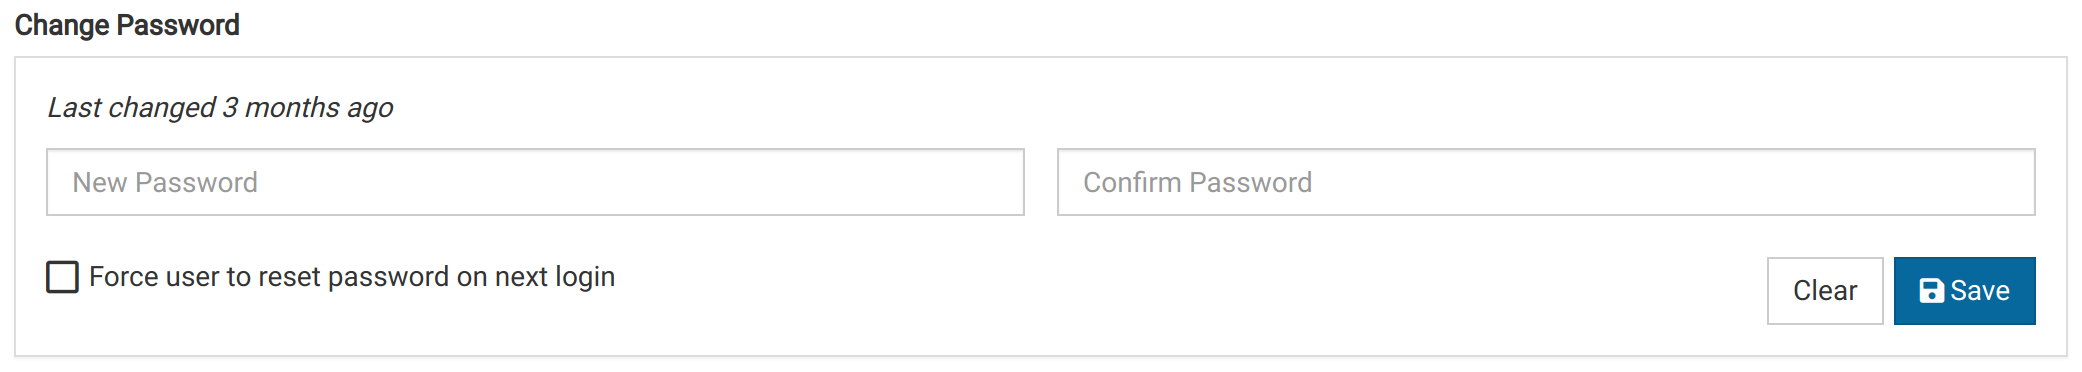 Change Password
Last changed 3 months ago
New Password
Confirm Password
Force user to reset password on next login
Clear
Save